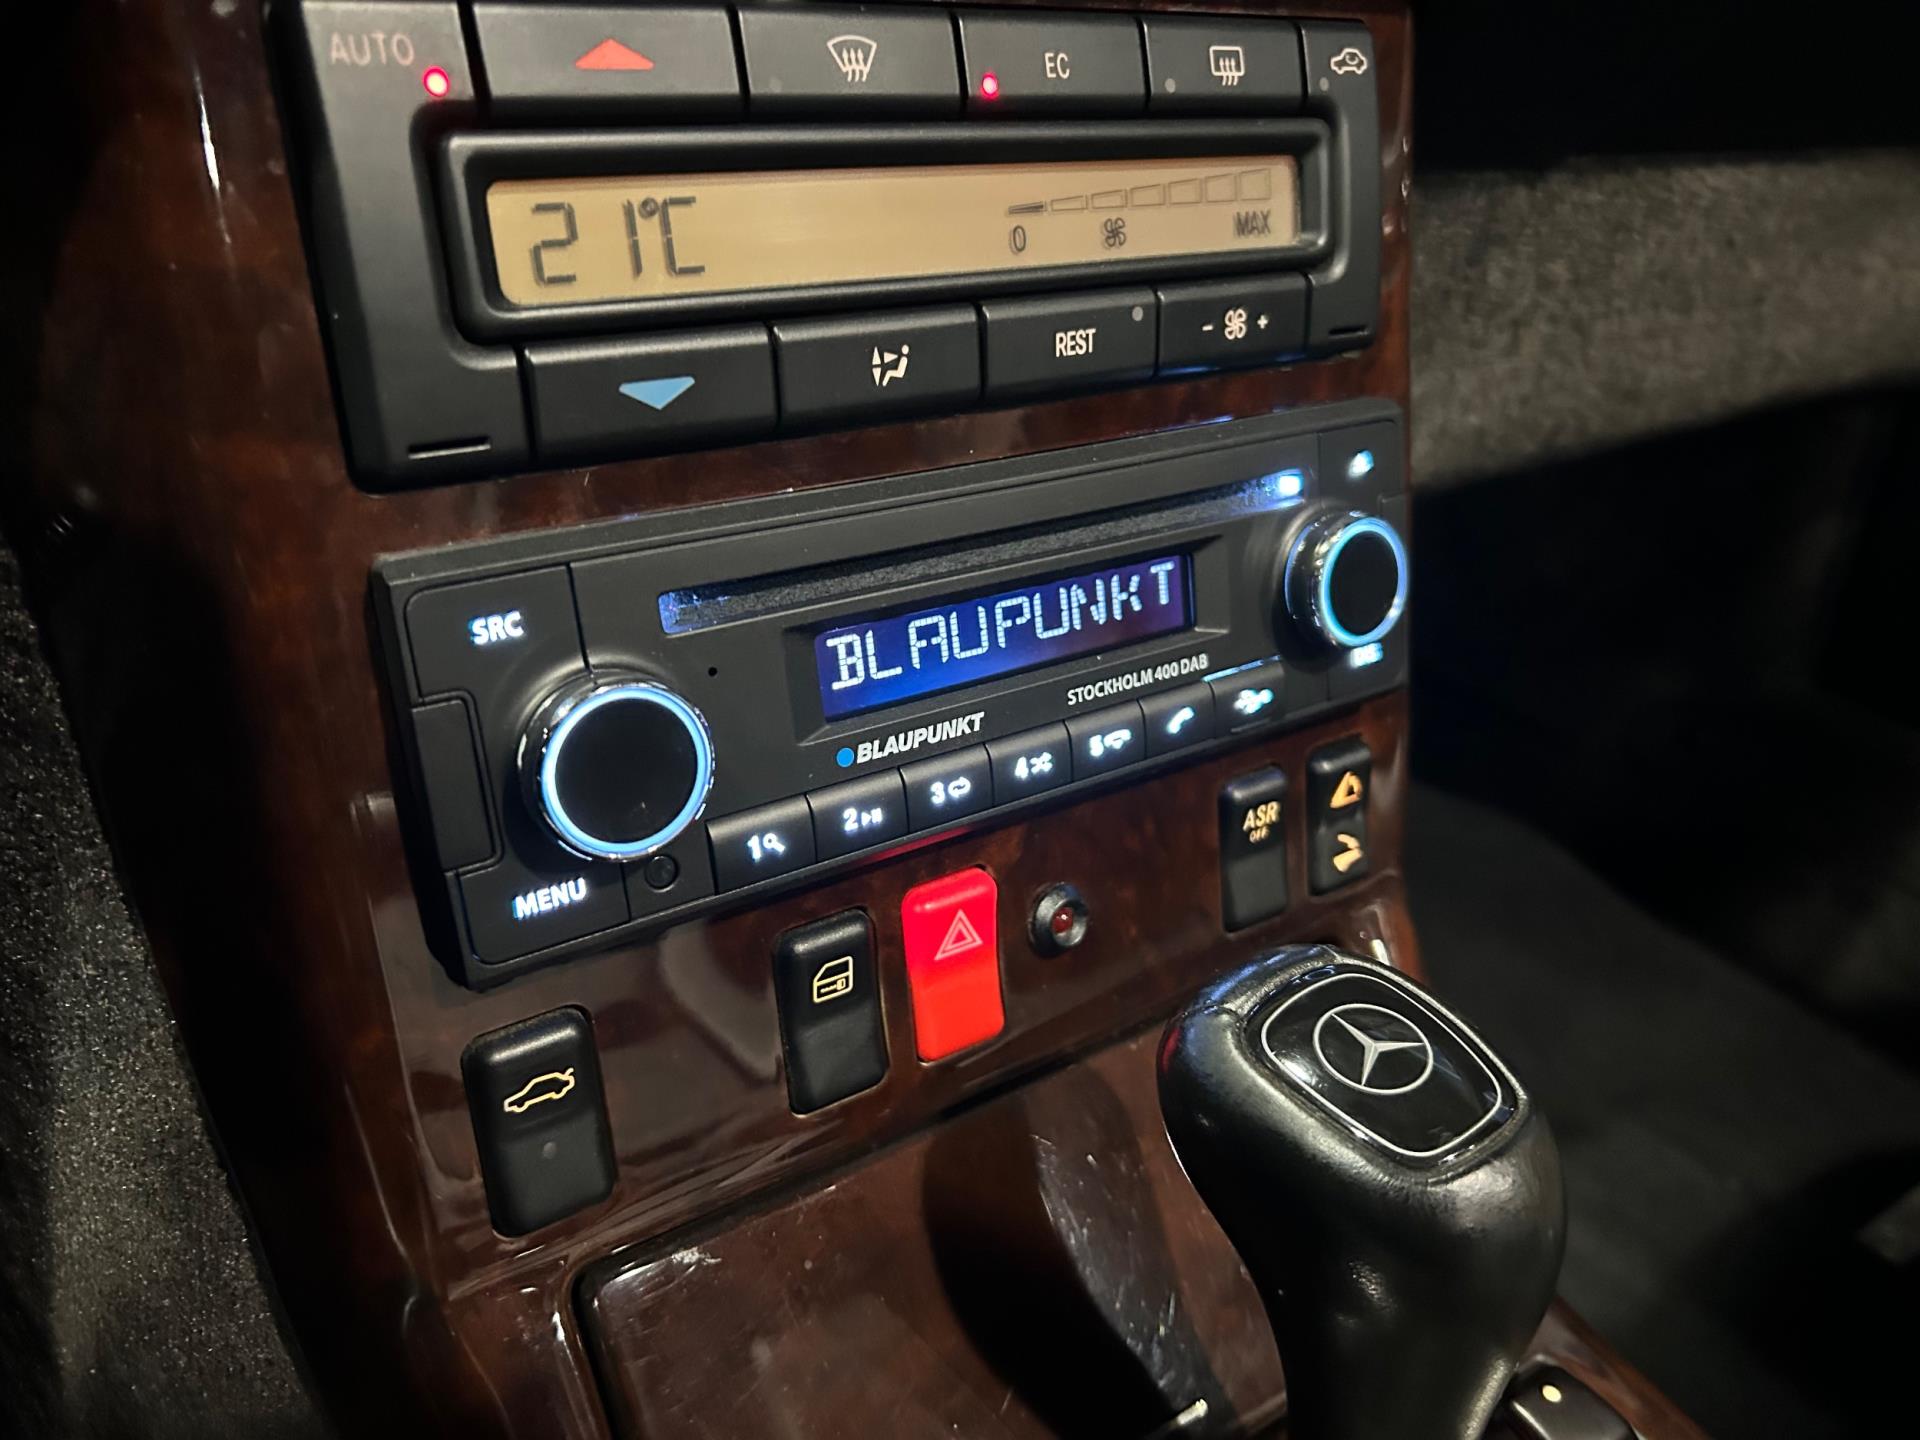 AUTO
EC
21°C
0
MAX
REST
- +
SRC
BLAUPUNKT
STOCKHOLM 400 DAB
BLAUPUNKT
1
2
3
4
5
MENU
ASR
OFF